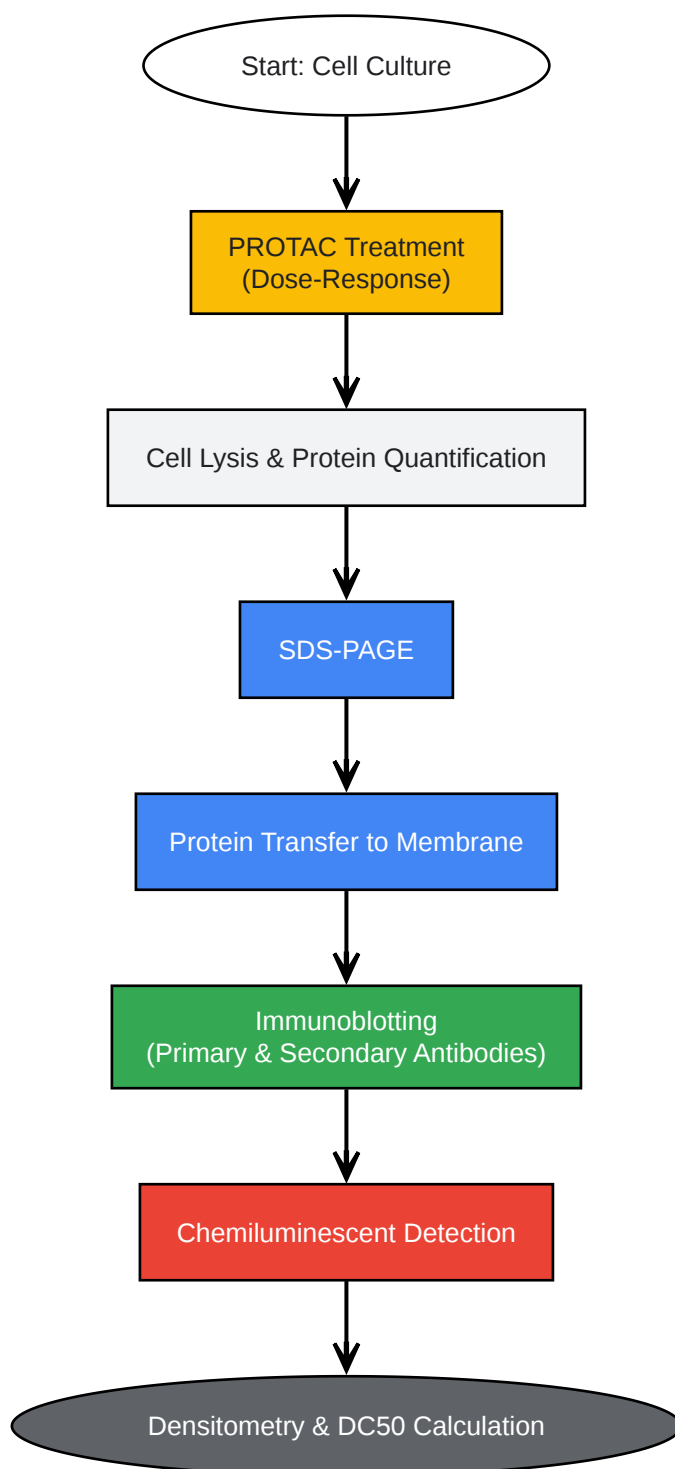 Start: Cell Culture
PROTAC Treatment
(Dose-Response)
Cell Lysis & Protein Quantification
SDS-PAGE
Protein Transfer to Membrane
Immunoblotting
(Primary & Secondary Antibodies)
Chemiluminescent Detection
Densitometry & DC50 Calculation